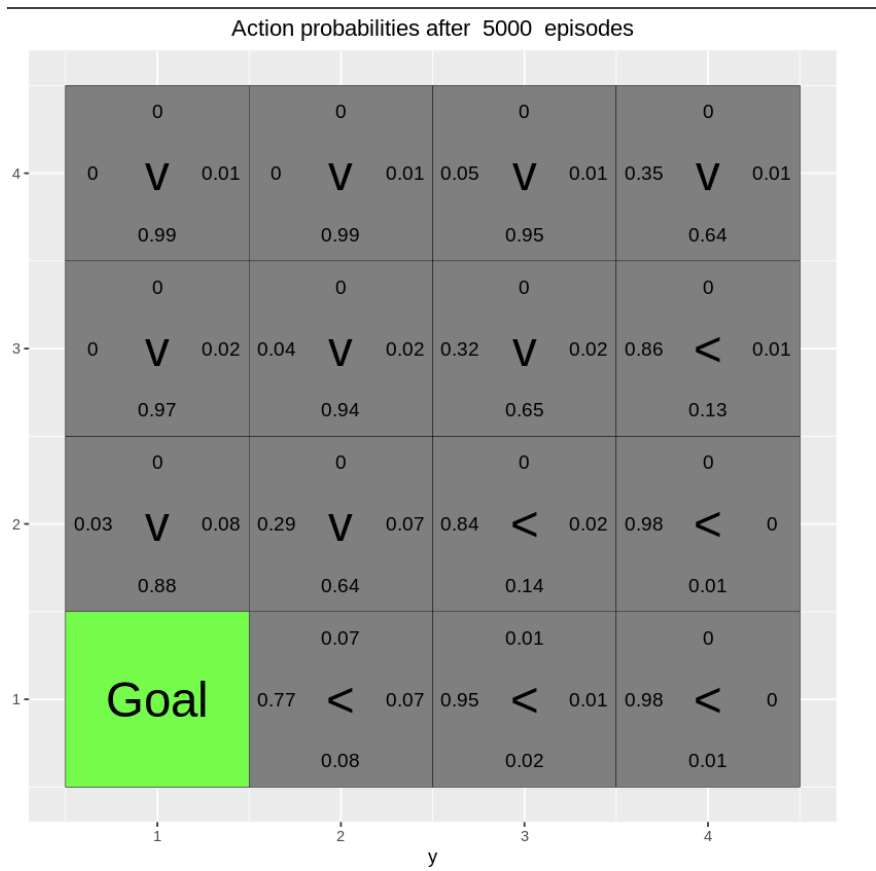 Action probabilities after 5000 episodes
0 0 0 0
4 0 V 0.01 0 V 0.01 0.05 V 0.01 0.35 V 0.01
0.99 0.99 0.95 0.64
0 0 0 0
3 0 V 0.02 0.04 V 0.02 0.32 V 0.02 0.86 < 0.01
0.97 0.94 0.65 0.13
0 0 0 0
2 0.03 V 0.08 0.29 V 0.07 0.84 < 0.02 0.98 < 0
0.88 0.64 0.14 0.01
0.07 0.01 0
1 Goal 0.77 < 0.07 0.95 < 0.01 0.98 < 0
0.08 0.02 0.01
1 2 3 4
y